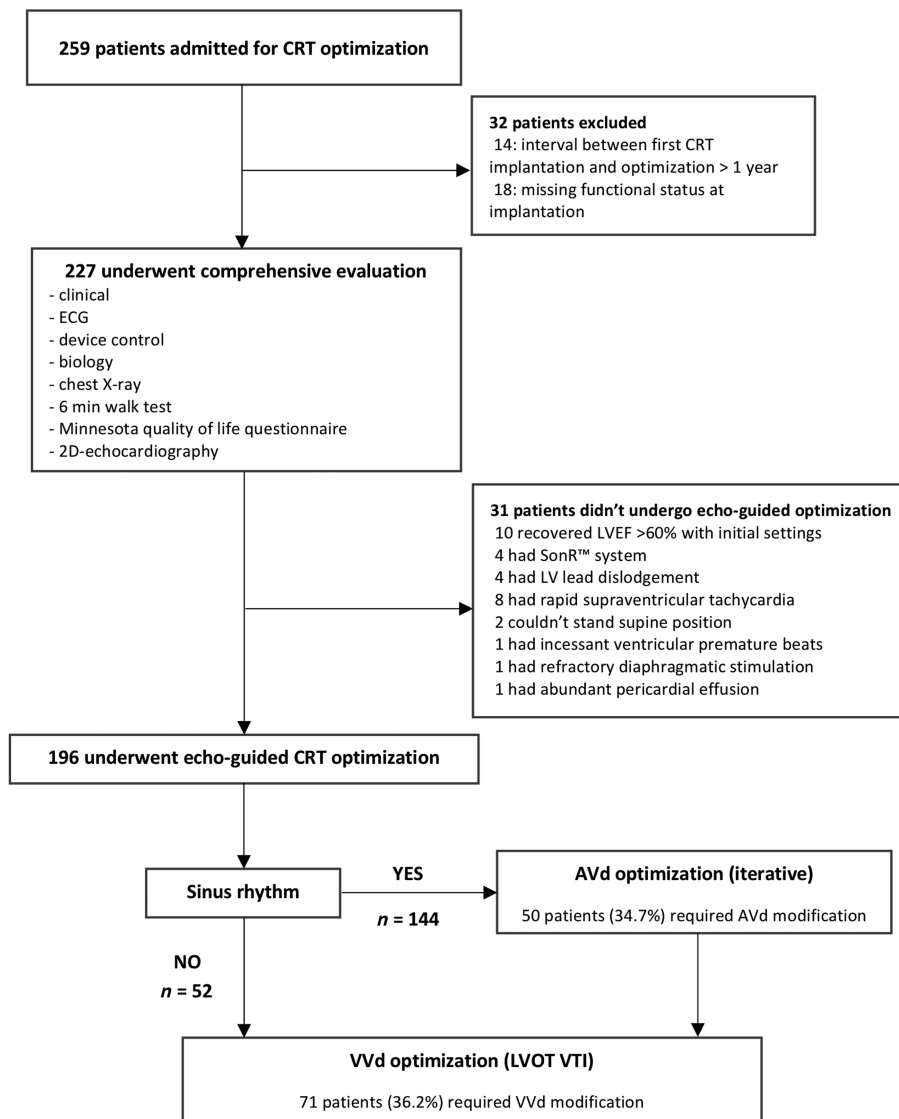 259 patients admitted for CRT optimization
32 patients excluded
14: interval between first CRT
implantation and optimization > 1 year
18: missing functional status at
implantation
227 underwent comprehensive evaluation
- clinical
- ECG
- device control
- biology
- chest X-ray
- 6 min walk test
- Minnesota quality of life questionnaire
- 2D-echocardiography
31 patients didn’t undergo echo-guided optimization
10 recovered LVEF >60% with initial settings
4 had SonR™ system
4 had LV lead dislodgement
8 had rapid supraventricular tachycardia
2 couldn’t stand supine position
1 had incessant ventricular premature beats
1 had refractory diaphragmatic stimulation
1 had abundant pericardial effusion
196 underwent echo-guided CRT optimization
Sinus rhythm
YES
n = 144
AVd optimization (iterative)
50 patients (34.7%) required AVd modification
NO
n = 52
VVd optimization (LVOT VTI)
71 patients (36.2%) required VVd modification